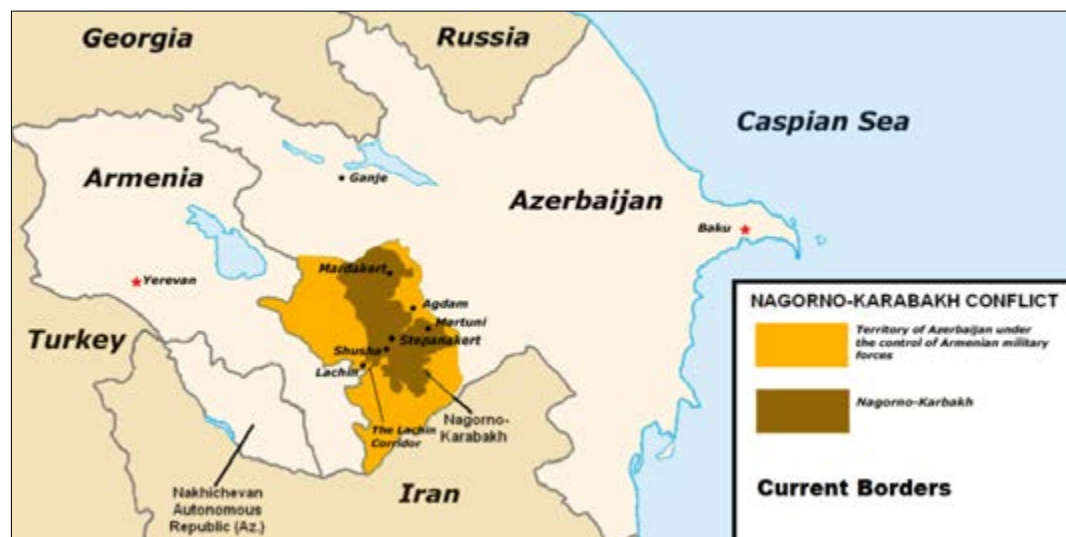 Georgia
Russia
Caspian Sea
Armenia
Ganje
Azerbaijan
Baku
Yerevan
Mardakert
Agdam
Martuni
Stepanakert
Shusha
Lachin
Turkey
The Lachin
Corridor
Nagorno-
Karabakh
Nakhichevan
Autonomous
Republic (Az.)
Iran
NAGORNO-KARABAKH CONFLICT
Territory of Azerbaijan under
the control of Armenian military
forces
Nagorno-Karbakh
Current Borders